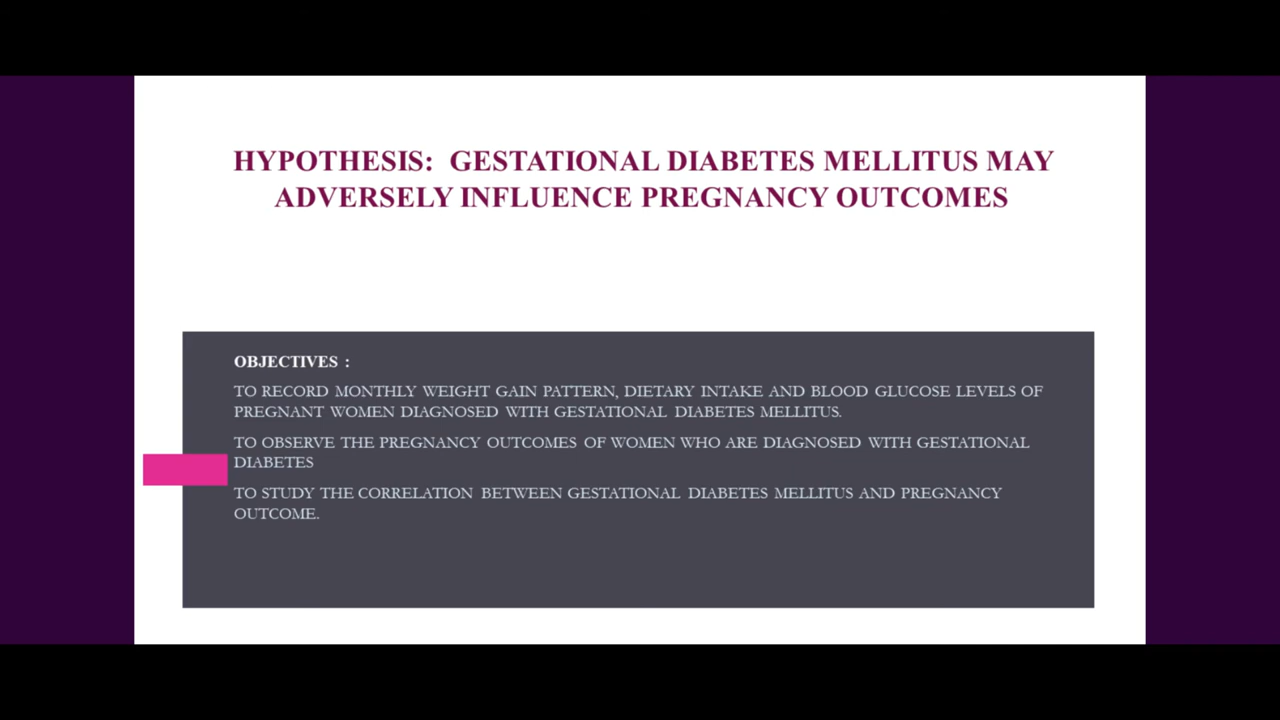 HYPOTHESIS: GESTATIONAL DIABETES MELLITUS MAY
ADVERSELY INFLUENCE PREGNANCY OUTCOMES
OBJECTIVES :
TO RECORD MONTHLY WEIGHT GAIN PATTERN, DIETARY INTAKE AND BLOOD GLUCOSE LEVELS OF
PREGNANT WOMEN DIAGNOSED WITH GESTATIONAL DIABETES MELLITUS.
TO OBSERVE THE PREGNANCY OUTCOMES OF WOMEN WHO ARE DIAGNOSED WITH GESTATIONAL
DIABETES
TO STUDY THE CORRELATION BETWEEN GESTATIONAL DIABETES MELLITUS AND PREGNANCY
OUTCOME.